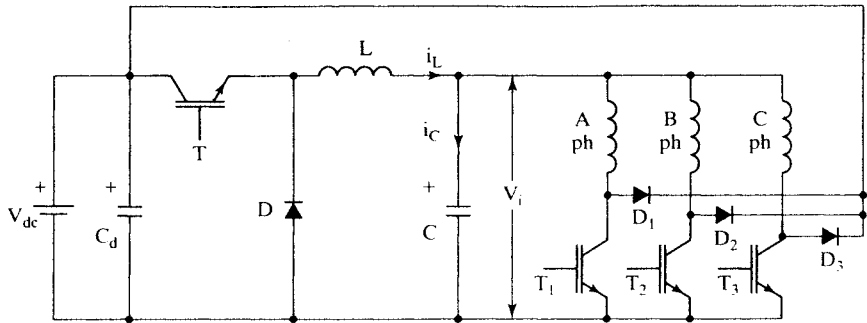 L
i_L
T
A ph
B ph
C ph
i_C
+
V_dc
+
C_d
D
+
C
V_i
D_1
D_2
D_3
T_1
T_2
T_3